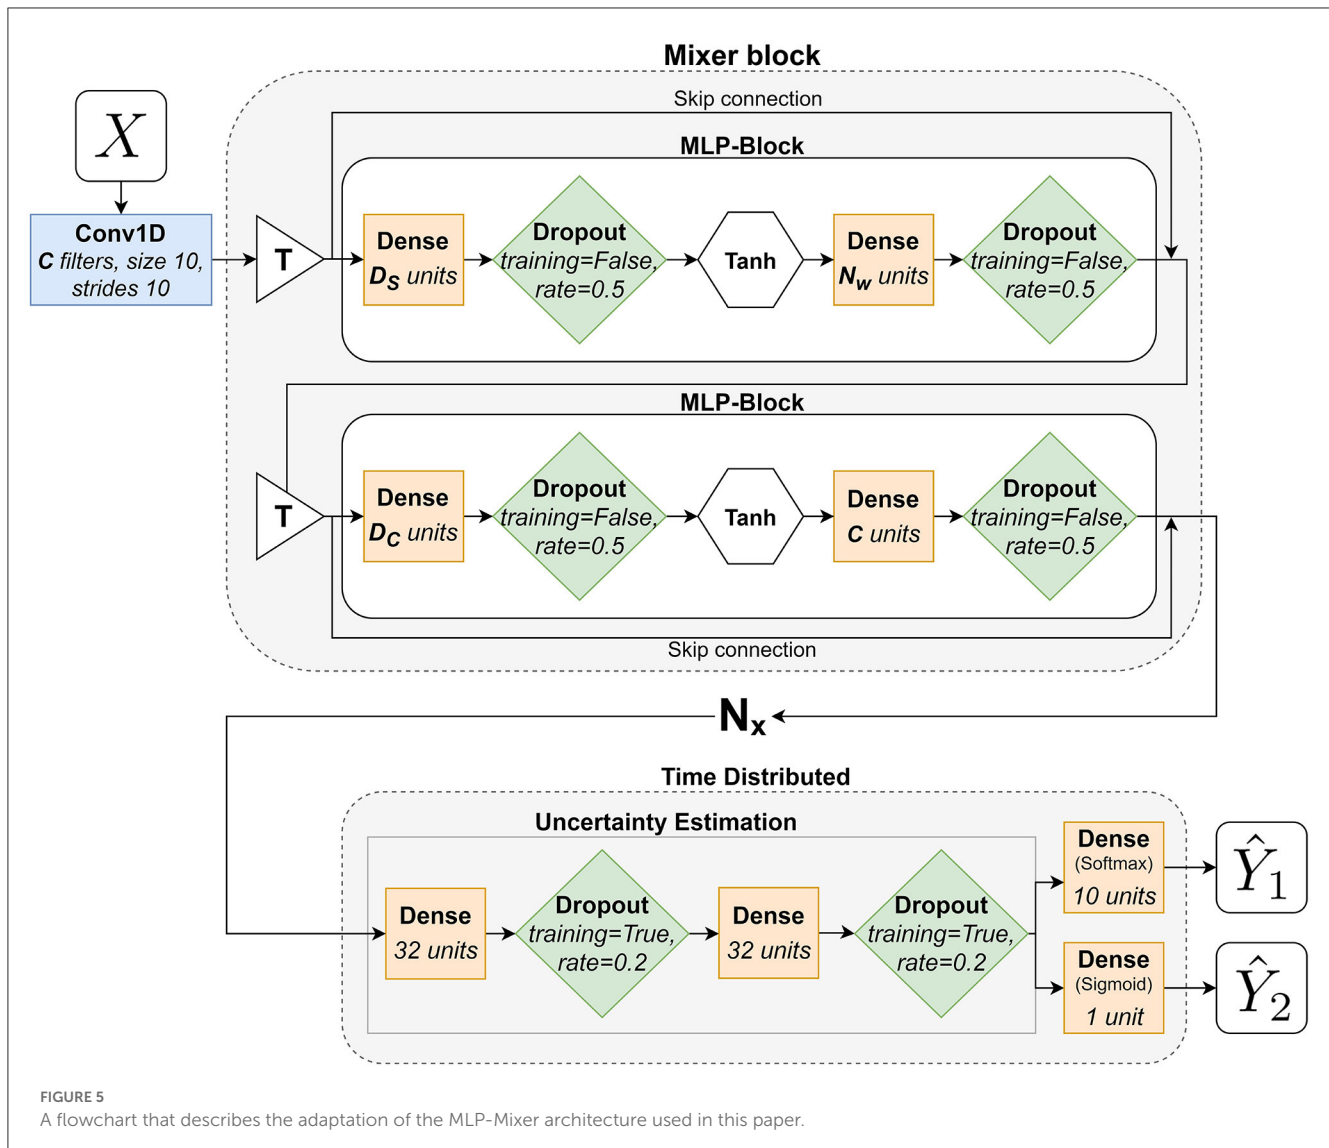 Mixer block
Skip connection
X
MLP-Block
Conv1D
C filters, size 10,
strides 10
T
Dense
D_S units
Dropout
training=False,
rate=0.5
Tanh
Dense
N_w units
Dropout
training=False,
rate=0.5
MLP-Block
T
Dense
D_C units
Dropout
training=False,
rate=0.5
Tanh
Dense
C units
Dropout
training=False,
rate=0.5
Skip connection
N_x
Time Distributed
Uncertainty Estimation
Dense
32 units
Dropout
training=True,
rate=0.2
Dense
32 units
Dropout
training=True,
rate=0.2
Dense
(Softmax)
10 units
Ŷ_1
Dense
(Sigmoid)
1 unit
Ŷ_2
FIGURE 5
A flowchart that describes the adaptation of the MLP-Mixer architecture used in this paper.